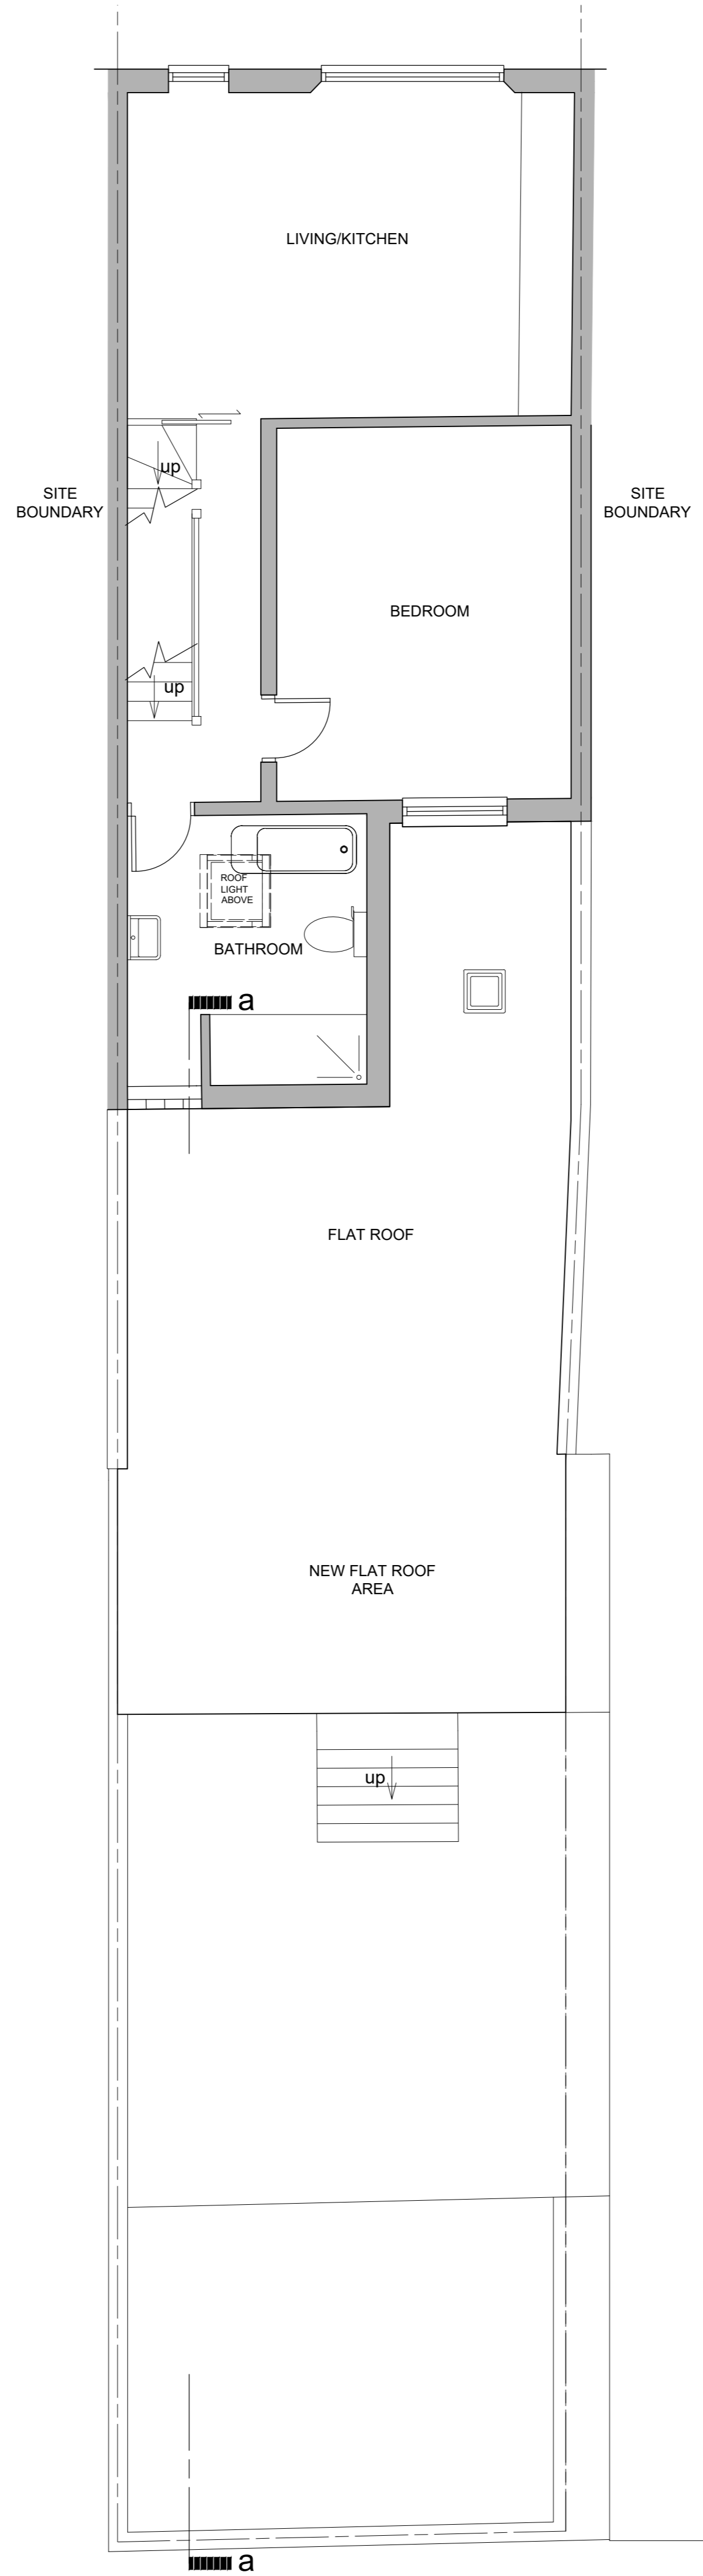 LIVING/KITCHEN
up
SITE
BOUNDARY
SITE
BOUNDARY
BEDROOM
up
ROOF
LIGHT
ABOVE
BATHROOM
a
FLAT ROOF
NEW FLAT ROOF
AREA
up
a